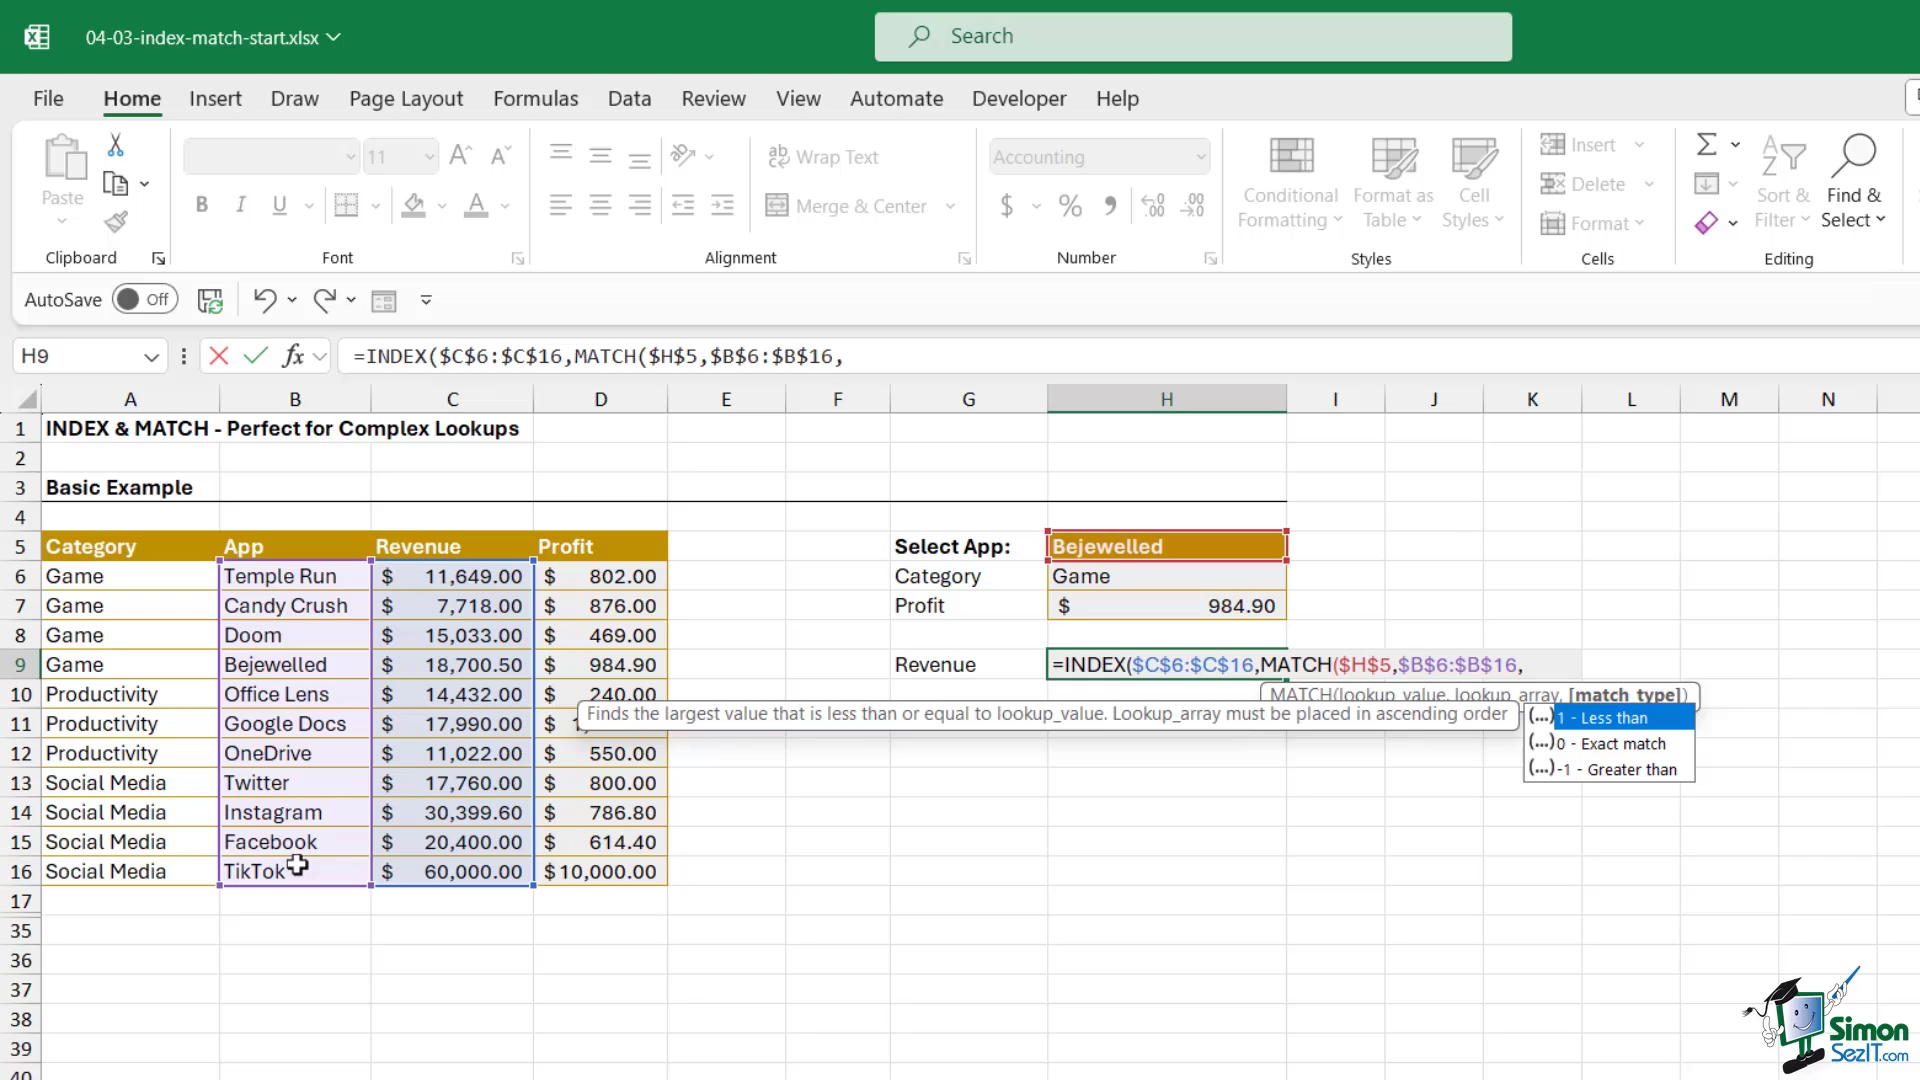 04-03-index-match-start.xlsx
Search
File Home Insert Draw Page Layout Formulas Data Review View Automate Developer Help
Paste
Clipboard
11
B I U
Font
Wrap Text
Merge & Center
Alignment
Accounting
$ % 9
Number
Conditional Formatting
Format as Table
Cell Styles
Styles
Insert
Delete
Format
Cells
Sort & Filter
Find & Select
Editing
AutoSave Off
H9 fx =INDEX($C$6:$C$16,MATCH($H$5,$B$6:$B$16,
A B C D E F G H I J K L M N
1 INDEX & MATCH - Perfect for Complex Lookups
2
3 Basic Example
4
5 Category App Revenue Profit Select App: Bejewelled
6 Game Temple Run $ 11,649.00 $ 802.00 Category Game
7 Game Candy Crush $ 7,718.00 $ 876.00 Profit $ 984.90
8 Game Doom $ 15,033.00 $ 469.00
9 Game Bejewelled $ 18,700.50 $ 984.90 Revenue =INDEX($C$6:$C$16,MATCH($H$5,$B$6:$B$16,
10 Productivity Office Lens $ 14,432.00 $ 240.00 MATCH(lookup_value, lookup_array, [match_type])
11 Productivity Google Docs $ 17,990.00 $ Finds the largest value that is less than or equal to lookup_value. Lookup_array must be placed in ascending order (...) 1 - Less than
(...) 0 - Exact match
12 Productivity OneDrive $ 11,022.00 $ 550.00
(...) -1 - Greater than
13 Social Media Twitter $ 17,760.00 $ 800.00
14 Social Media Instagram $ 30,399.60 $ 786.80
15 Social Media Facebook $ 20,400.00 $ 614.40
16 Social Media TikTok $ 60,000.00 $ 10,000.00
17
35
36
37
38
39
40
Simon
SezIT.com